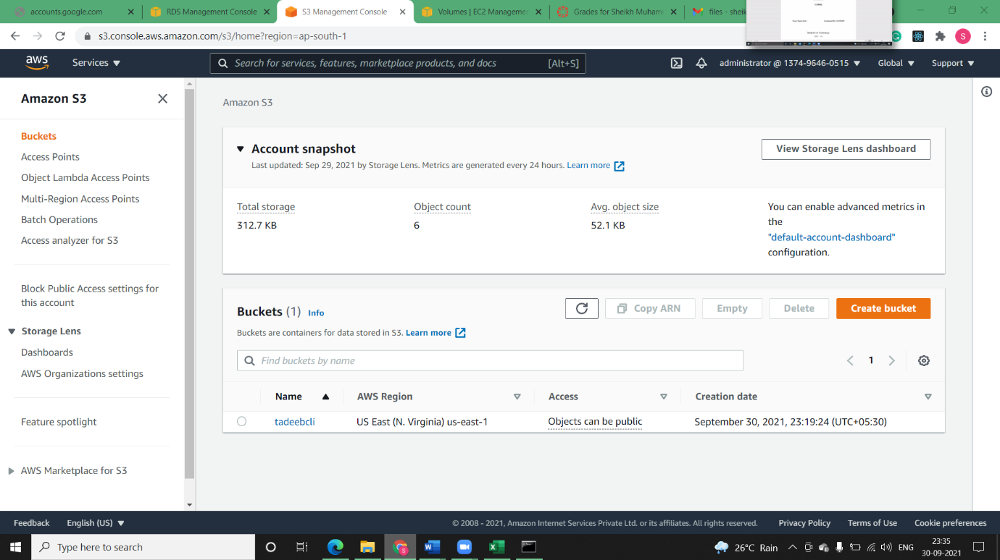 accounts.google.com
RDS Management Console
S3 Management Console
Volumes | EC2 Managemen
Grades for Sheikh Muham
files - sheik
s3.console.aws.amazon.com/s3/home?region=ap-south-1
S
aws
Services
Search for services, features, marketplace products, and docs [Alt+S]
administrator @ 1374-9646-0515
Global
Support
Amazon S3
Buckets
Access Points
Object Lambda Access Points
Multi-Region Access Points
Batch Operations
Access analyzer for S3
Block Public Access settings for
this account
Storage Lens
Dashboards
AWS Organizations settings
Feature spotlight
AWS Marketplace for S3
Amazon S3
Account snapshot
Last updated: Sep 29, 2021 by Storage Lens. Metrics are generated every 24 hours. Learn more
View Storage Lens dashboard
Total storage
312.7 KB
Object count
6
Avg. object size
52.1 KB
You can enable advanced metrics in
the
"default-account-dashboard"
configuration.
Buckets (1) Info
Copy ARN
Empty
Delete
Create bucket
Buckets are containers for data stored in S3. Learn more
Find buckets by name
1
Name AWS Region Access Creation date
tadeebcli US East (N. Virginia) us-east-1 Objects can be public September 30, 2021, 23:19:24 (UTC+05:30)
Feedback English (US) © 2008 - 2021, Amazon Internet Services Private Ltd. or its affiliates. All rights reserved. Privacy Policy Terms of Use Cookie preferences
Type here to search
26°C Rain
ENG
23:35
30-09-2021